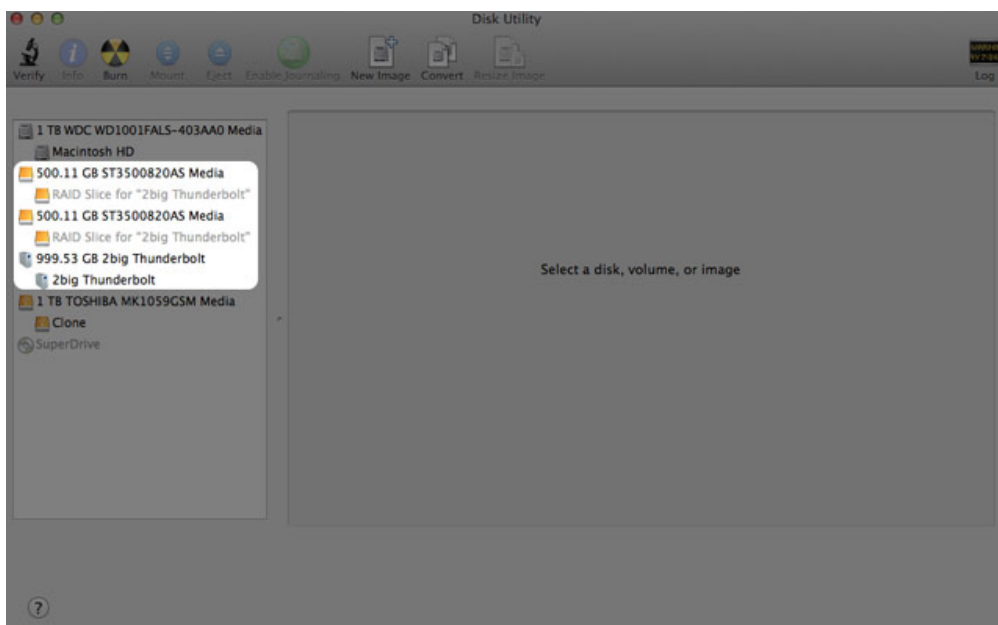 Disk Utility
Verify Info Burn Mount Eject Enable Journaling New Image Convert Resize Image Log
1 TB WDC WD1001FALS-403AA0 Media
Macintosh HD
500.11 GB ST3500820AS Media
RAID Slice for "2big Thunderbolt"
500.11 GB ST3500820AS Media
RAID Slice for "2big Thunderbolt"
999.53 GB 2big Thunderbolt
2big Thunderbolt
Select a disk, volume, or image
1 TB TOSHIBA MK1059GSM Media
Clone
SuperDrive
?